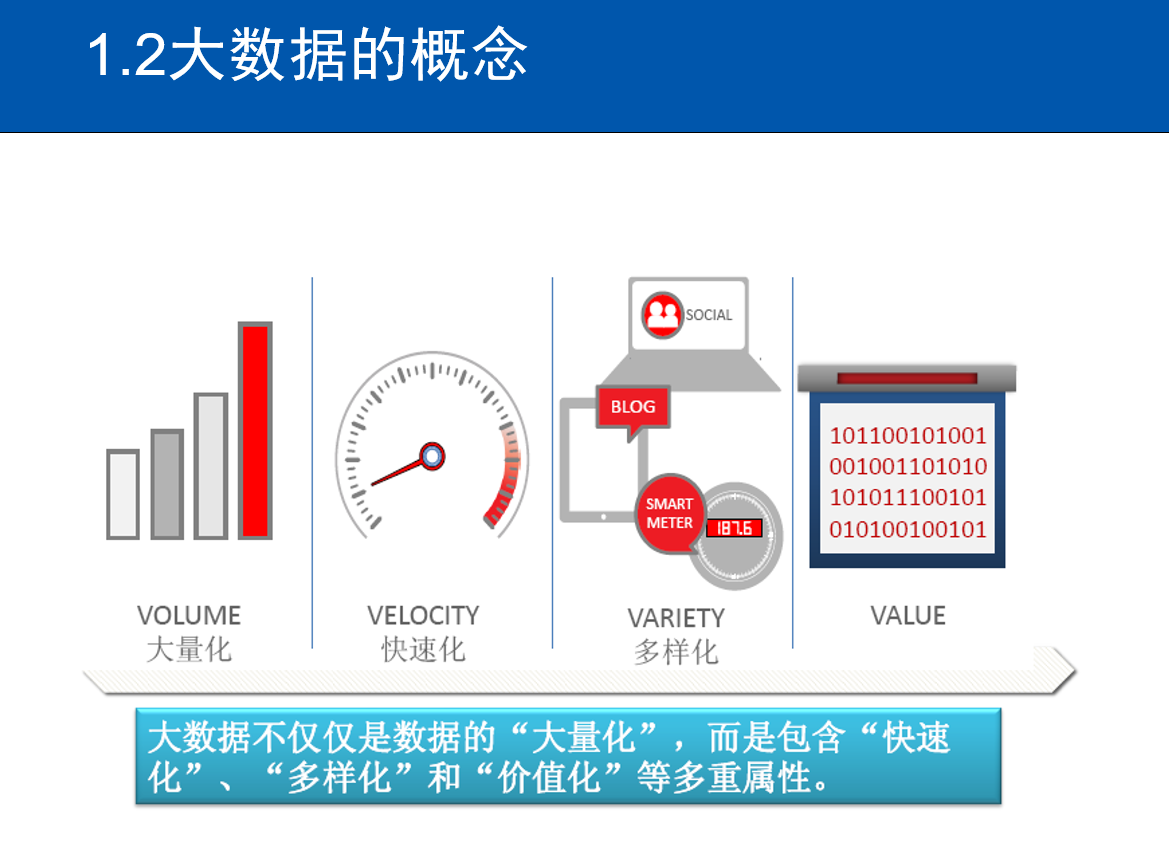 1.2大数据的概念
SOCIAL
BLOG
SMART
METER
187.6
101100101001
001001101010
101011100101
010100100101
VOLUME
大量化
VELOCITY
快速化
VARIETY
多样化
VALUE
大数据不仅仅是数据的“大量化”，而是包含“快速
化”、“多样化”和“价值化”等多重属性。